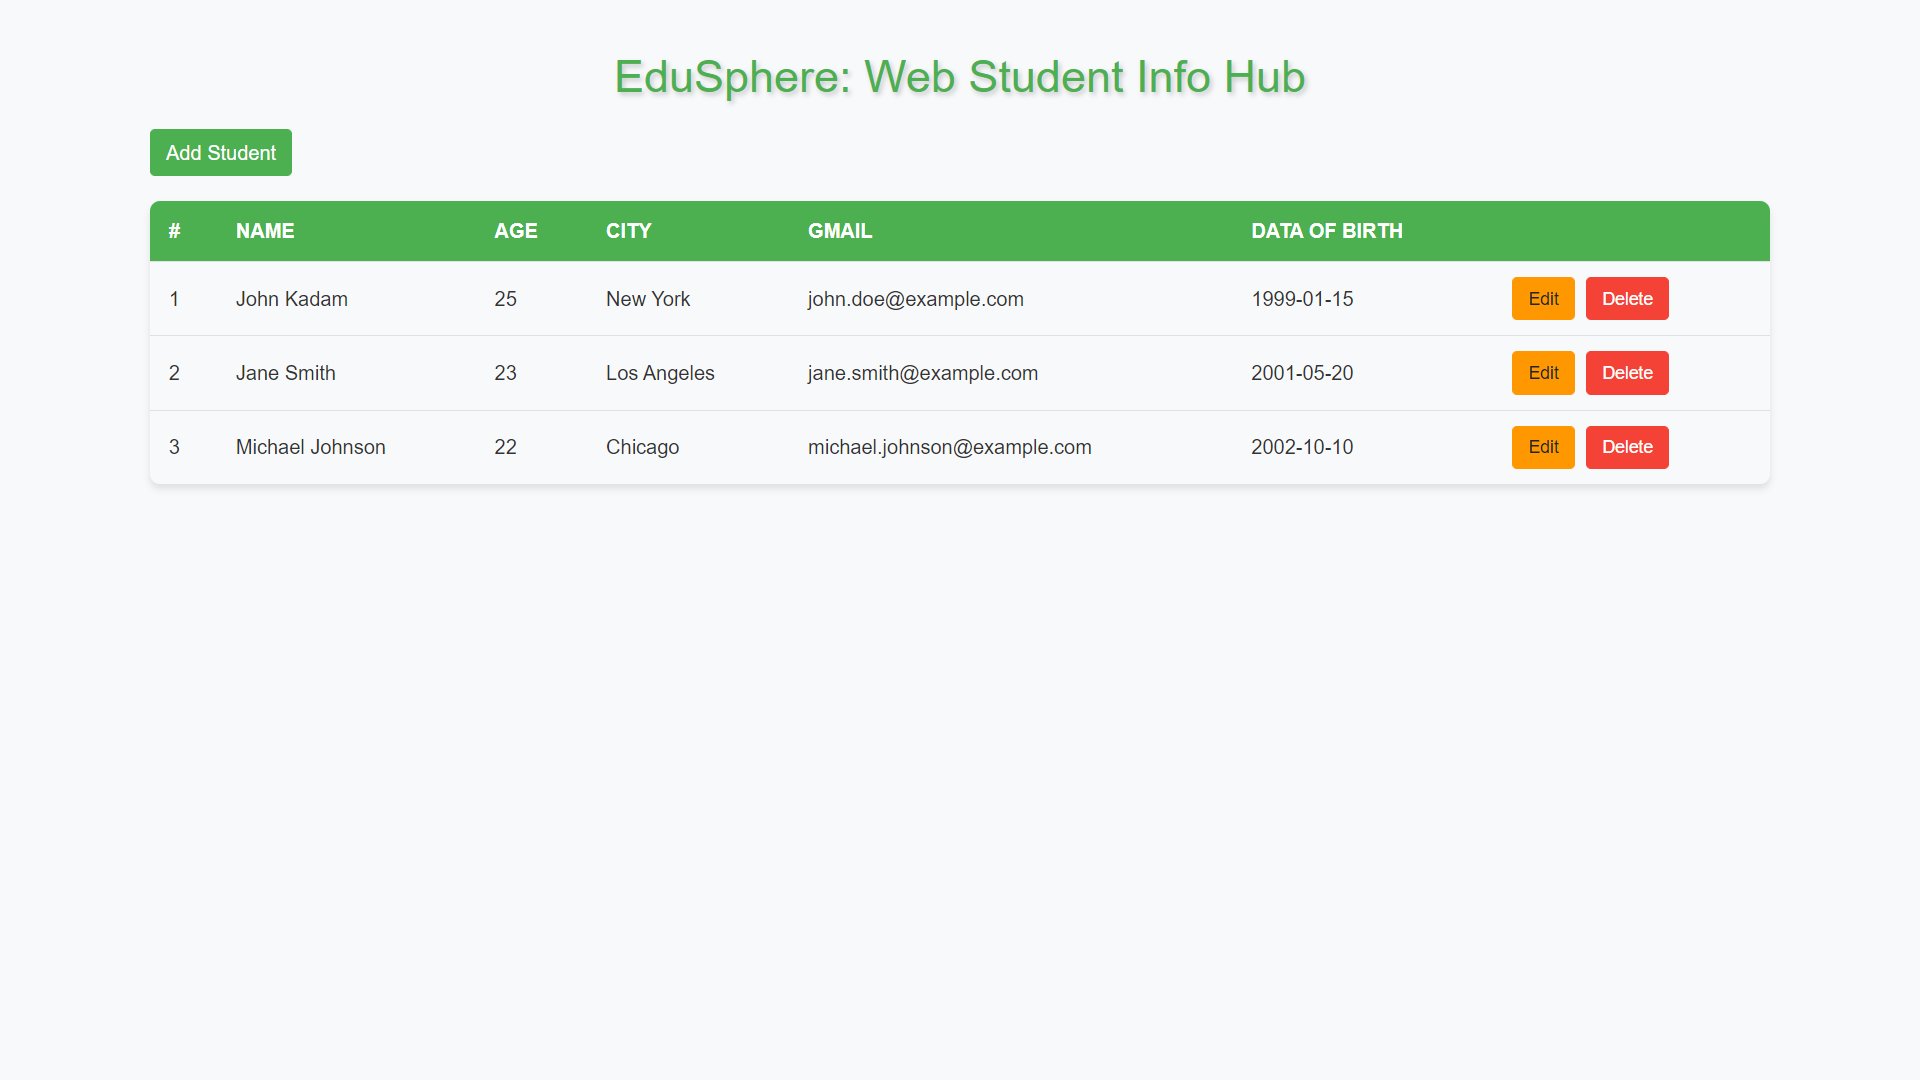 EduSphere: Web Student Info Hub
Add Student
# NAME AGE CITY GMAIL DATA OF BIRTH
1 John Kadam 25 New York john.doe@example.com 1999-01-15 Edit Delete
2 Jane Smith 23 Los Angeles jane.smith@example.com 2001-05-20 Edit Delete
3 Michael Johnson 22 Chicago michael.johnson@example.com 2002-10-10 Edit Delete